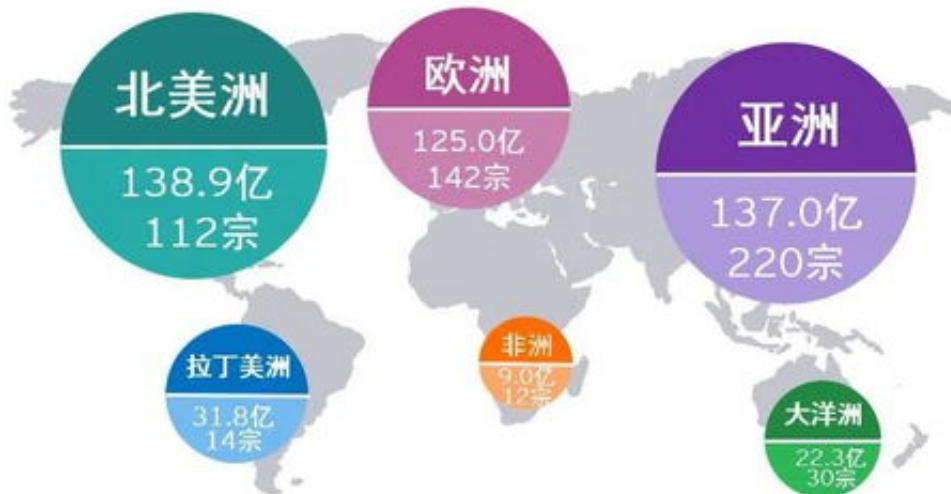 北美洲
138.9亿
112宗
欧洲
125.0亿
142宗
亚洲
137.0亿
220宗
拉丁美洲
31.8亿
14宗
非洲
9.0亿
12宗
大洋洲
22.3亿
30宗